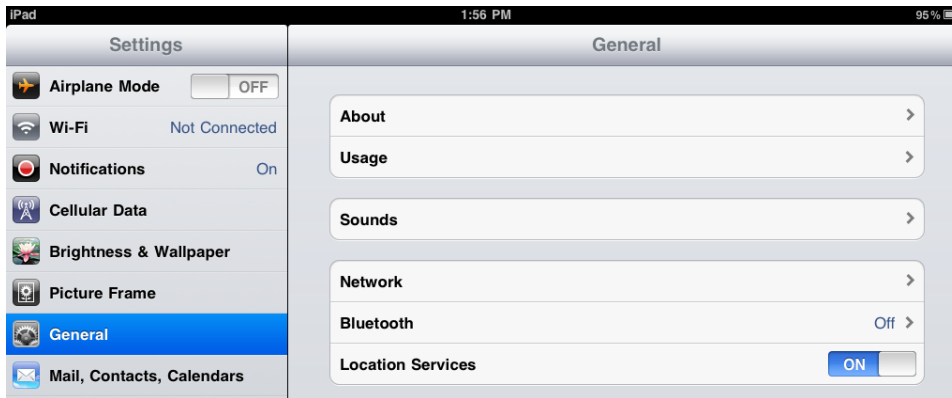 iPad 1:56 PM 95%
Settings
Airplane Mode OFF
Wi-Fi Not Connected
Notifications On
Cellular Data
Brightness & Wallpaper
Picture Frame
General
Mail, Contacts, Calendars
General
About
Usage
Sounds
Network
Bluetooth Off
Location Services ON